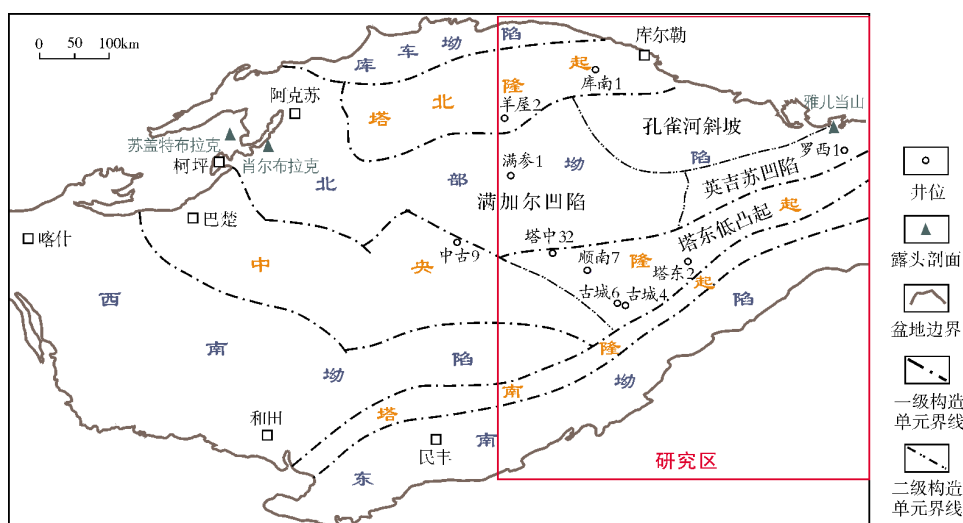 0 50 100km
库车坳陷
库尔勒
阿克苏
塔北隆起
库南1
羊屋2
雅儿当山
孔雀河斜坡
苏盖特布拉克
肖尔布拉克
柯坪
满参1
罗西1
北部坳陷
英吉苏凹陷
满加尔凹陷
巴楚
喀什
塔中32
塔东低凸起
中古9
顺南7
塔东2
中央隆起
古城6
古城4
西南坳陷
塔南隆起
和田
民丰
东南坳陷
研究区
井位
露头剖面
盆地边界
一级构造
单元界线
二级构造
单元界线